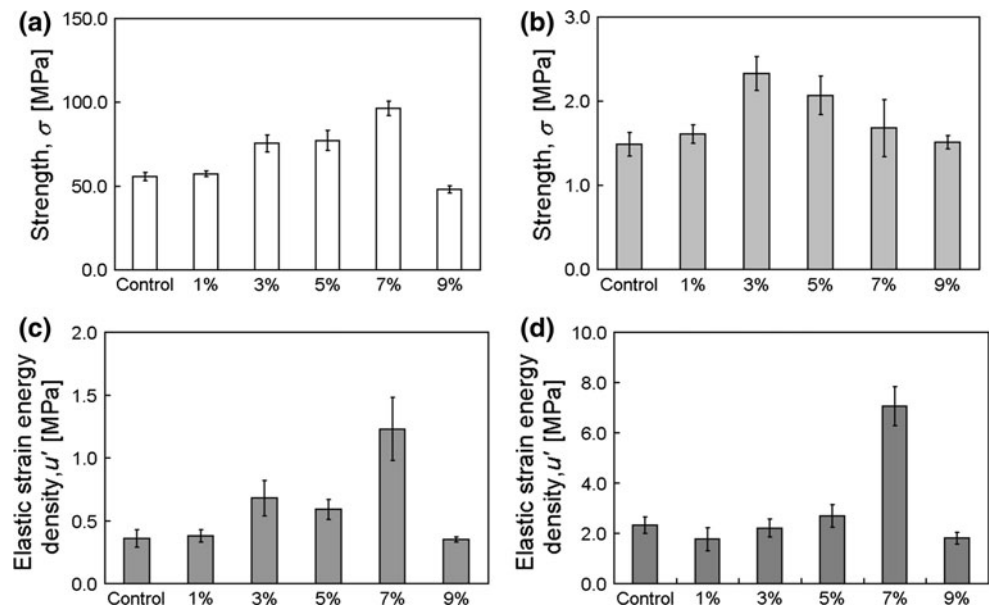 (a)
Strength, σ [MPa]
150.0
100.0
50.0
0.0
Control 1% 3% 5% 7% 9%
(b)
Strength, σ [MPa]
3.0
2.0
1.0
0.0
Control 1% 3% 5% 7% 9%
(c)
Elastic strain energy
density,u′ [MPa]
2.0
1.5
1.0
0.5
0.0
Control 1% 3% 5% 7% 9%
(d)
Elastic strain energy
density,u′ [MPa]
10.0
8.0
6.0
4.0
2.0
0.0
Control 1% 3% 5% 7% 9%